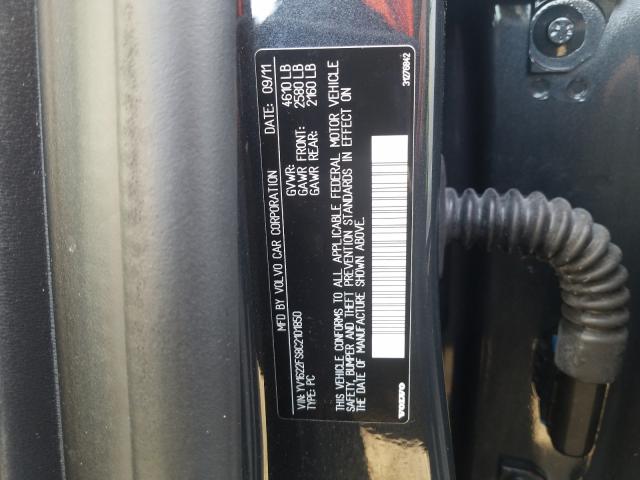 MFD BY VOLVO CAR CORPORATION DATE: 09/11
GVWR: 4610 LB
GAWR FRONT: 2580 LB
GAWR REAR: 2160 LB
VIN: YV1622FS8C2101850
TYPE: PC
THIS VEHICLE CONFORMS TO ALL APPLICABLE FEDERAL MOTOR VEHICLE
SAFETY, BUMPER AND THEFT PREVENTION STANDARDS IN EFFECT ON
THE DATE OF MANUFACTURE SHOWN ABOVE.
VOLVO
31276942